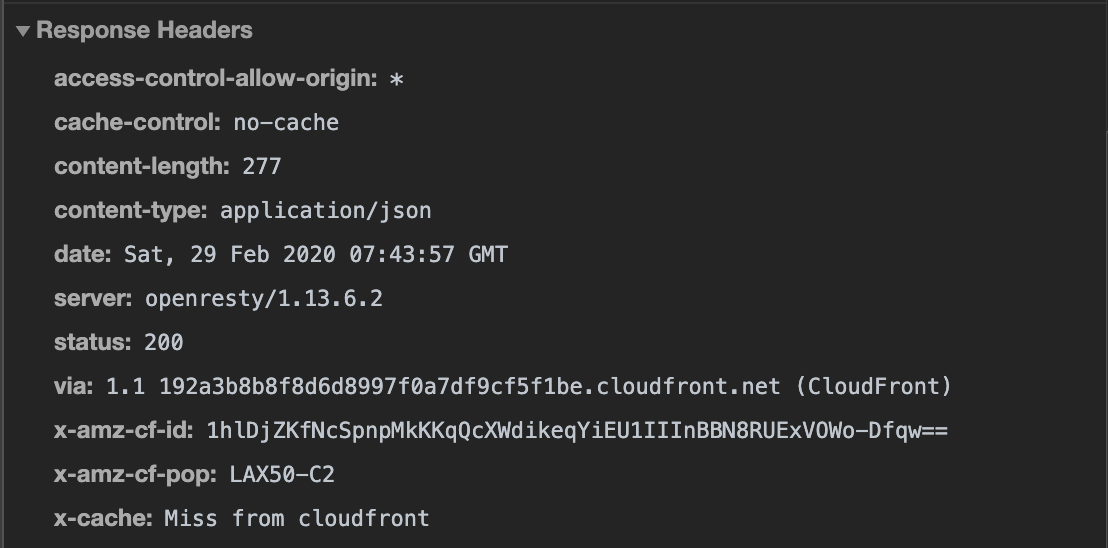 Response Headers
access-control-allow-origin: *
cache-control: no-cache
content-length: 277
content-type: application/json
date: Sat, 29 Feb 2020 07:43:57 GMT
server: openresty/1.13.6.2
status: 200
via: 1.1 192a3b8b8f8d6d8997f0a7df9cf5f1be.cloudfront.net (CloudFront)
x-amz-cf-id: 1hlDjZKfNcSpnpMkKKqQcXWdikeqYiEU1IIInBBN8RUExVOWo-Dfqw==
x-amz-cf-pop: LAX50-C2
x-cache: Miss from cloudfront